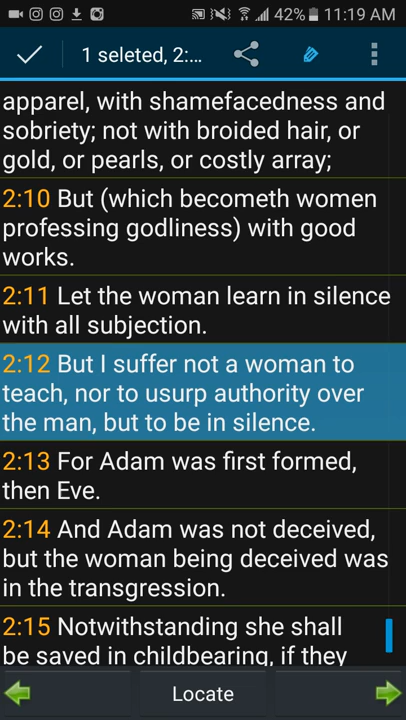 42% 11:19 AM
1 seleted, 2:...
apparel, with shamefacedness and
sobriety; not with broided hair, or
gold, or pearls, or costly array;
2:10 But (which becometh women
professing godliness) with good
works.
2:11 Let the woman learn in silence
with all subjection.
2:12 But I suffer not a woman to
teach, nor to usurp authority over
the man, but to be in silence.
2:13 For Adam was first formed,
then Eve.
2:14 And Adam was not deceived,
but the woman being deceived was
in the transgression.
2:15 Notwithstanding she shall
be saved in childbearing, if they
Locate